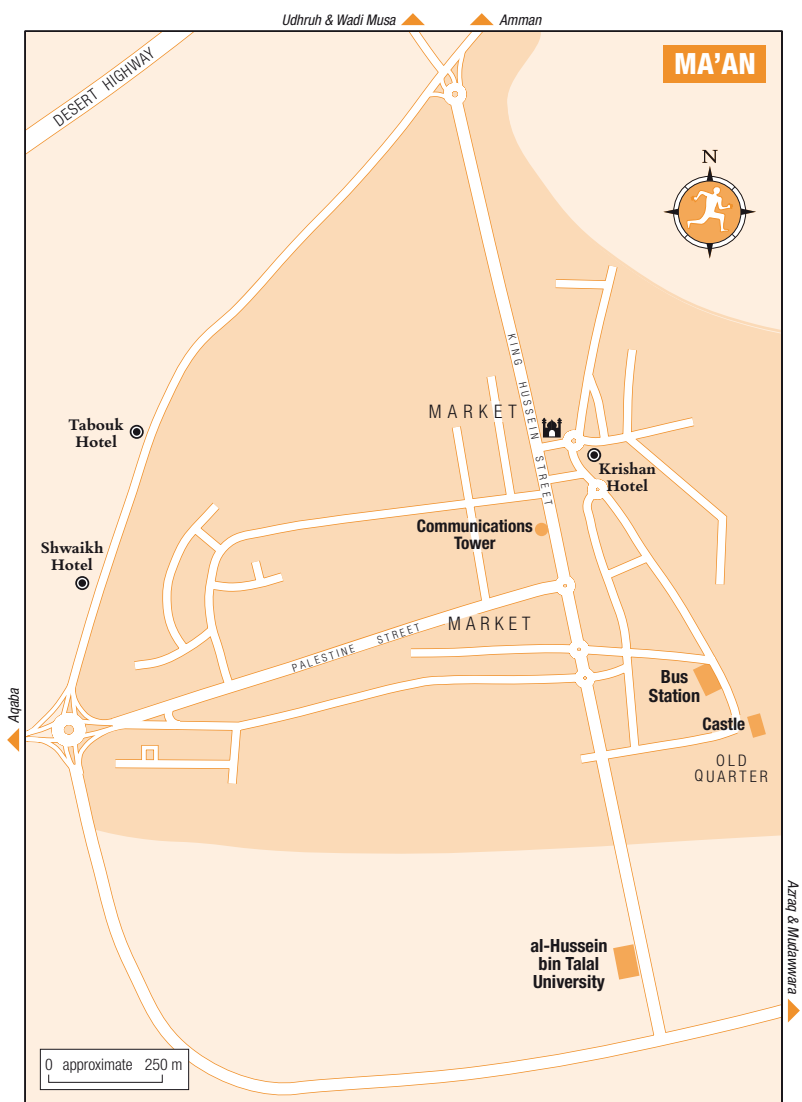 Udhruh & Wadi Musa
Amman
DESERT HIGHWAY
MA'AN
N
KING HUSSEIN STREET
MARKET
Tabouk
Hotel
Krishan
Hotel
Communications
Tower
Shwaikh
Hotel
MARKET
PALESTINE STREET
Bus
Station
Aqaba
Castle
OLD
QUARTER
Azraq & Mudawwara
al-Hussein
bin Talal
University
0 approximate 250 m